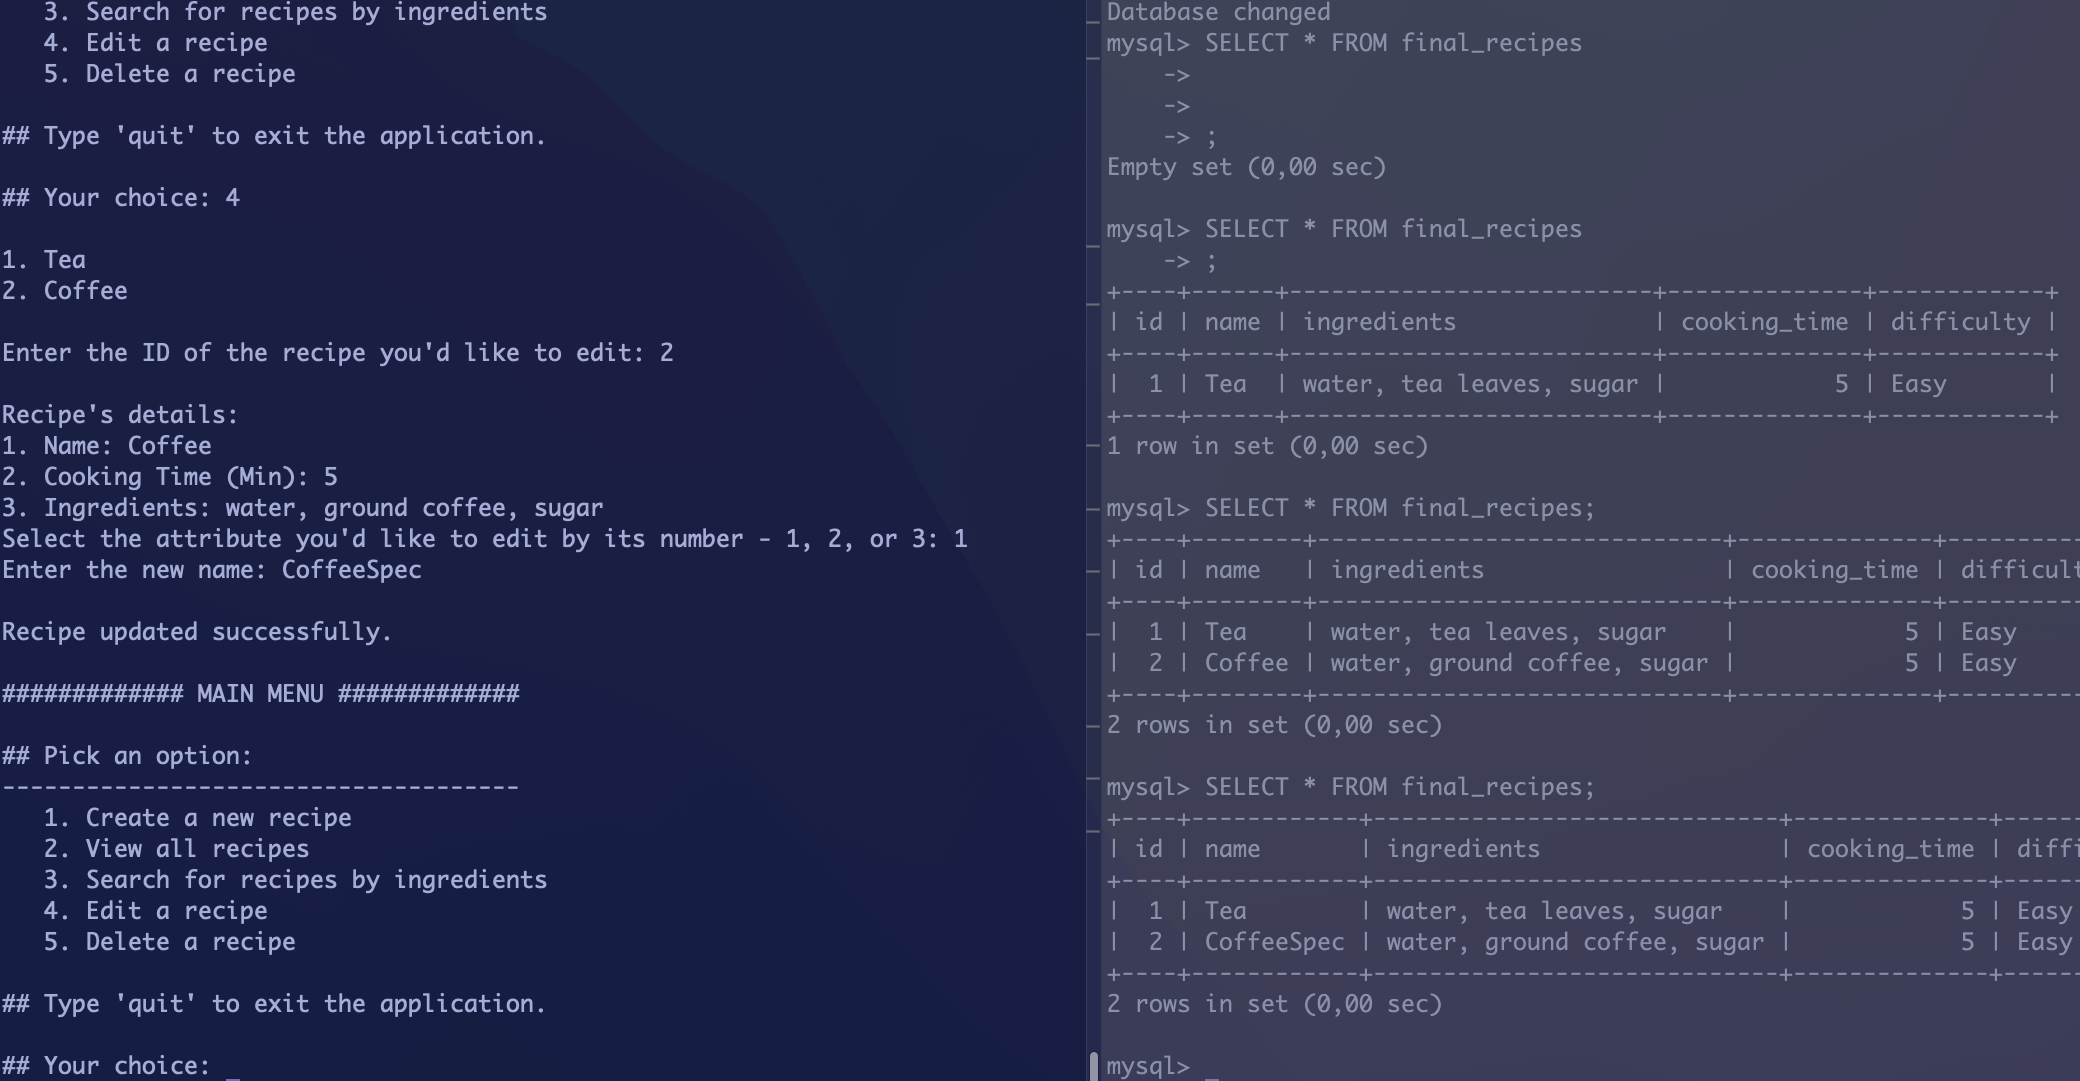 3. Search for recipes by ingredients
   4. Edit a recipe
   5. Delete a recipe

## Type 'quit' to exit the application.

## Your choice: 4

1. Tea
2. Coffee

Enter the ID of the recipe you'd like to edit: 2

Recipe's details:
1. Name: Coffee
2. Cooking Time (Min): 5
3. Ingredients: water, ground coffee, sugar
Select the attribute you'd like to edit by its number - 1, 2, or 3: 1
Enter the new name: CoffeeSpec

Recipe updated successfully.

############# MAIN MENU #############

## Pick an option:
-------------------------------------
   1. Create a new recipe
   2. View all recipes
   3. Search for recipes by ingredients
   4. Edit a recipe
   5. Delete a recipe

## Type 'quit' to exit the application.

## Your choice: _

Database changed
mysql> SELECT * FROM final_recipes
    ->
    ->
    -> ;
Empty set (0,00 sec)

mysql> SELECT * FROM final_recipes
    -> ;
+----+------+--------------------------+--------------+------------+
| id | name | ingredients              | cooking_time | difficulty |
+----+------+--------------------------+--------------+------------+
|  1 | Tea  | water, tea leaves, sugar |            5 | Easy       |
+----+------+--------------------------+--------------+------------+
1 row in set (0,00 sec)

mysql> SELECT * FROM final_recipes;
+----+--------+-----------------------------+--------------+----------
| id | name   | ingredients                 | cooking_time | difficult
+----+--------+-----------------------------+--------------+----------
|  1 | Tea    | water, tea leaves, sugar    |            5 | Easy
|  2 | Coffee | water, ground coffee, sugar |            5 | Easy
+----+--------+-----------------------------+--------------+----------
2 rows in set (0,00 sec)

mysql> SELECT * FROM final_recipes;
+----+------------+-----------------------------+--------------+------
| id | name       | ingredients                 | cooking_time | diffi
+----+------------+-----------------------------+--------------+------
|  1 | Tea        | water, tea leaves, sugar    |            5 | Easy
|  2 | CoffeeSpec | water, ground coffee, sugar |            5 | Easy
+----+------------+-----------------------------+--------------+------
2 rows in set (0,00 sec)

mysql> _